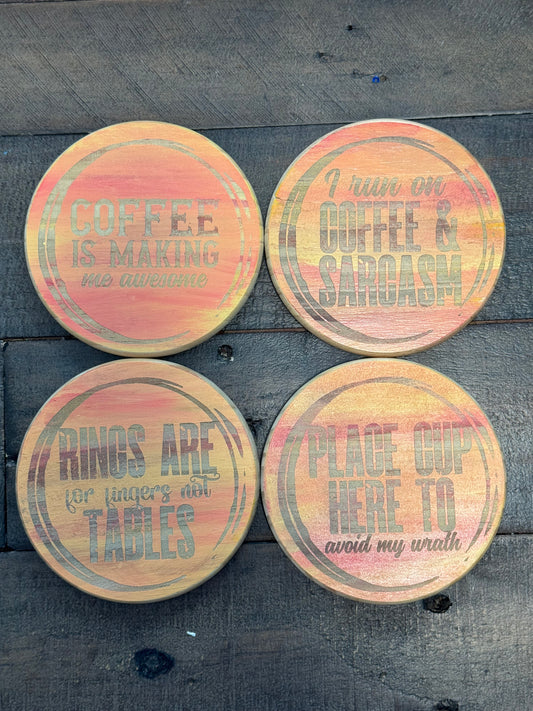 COFFEE
IS MAKING
me awesome
I run on
COFFEE &
SARCASM
RINGS ARE
for fingers not
TABLES
PLACE CUP
HERE TO
avoid my wrath